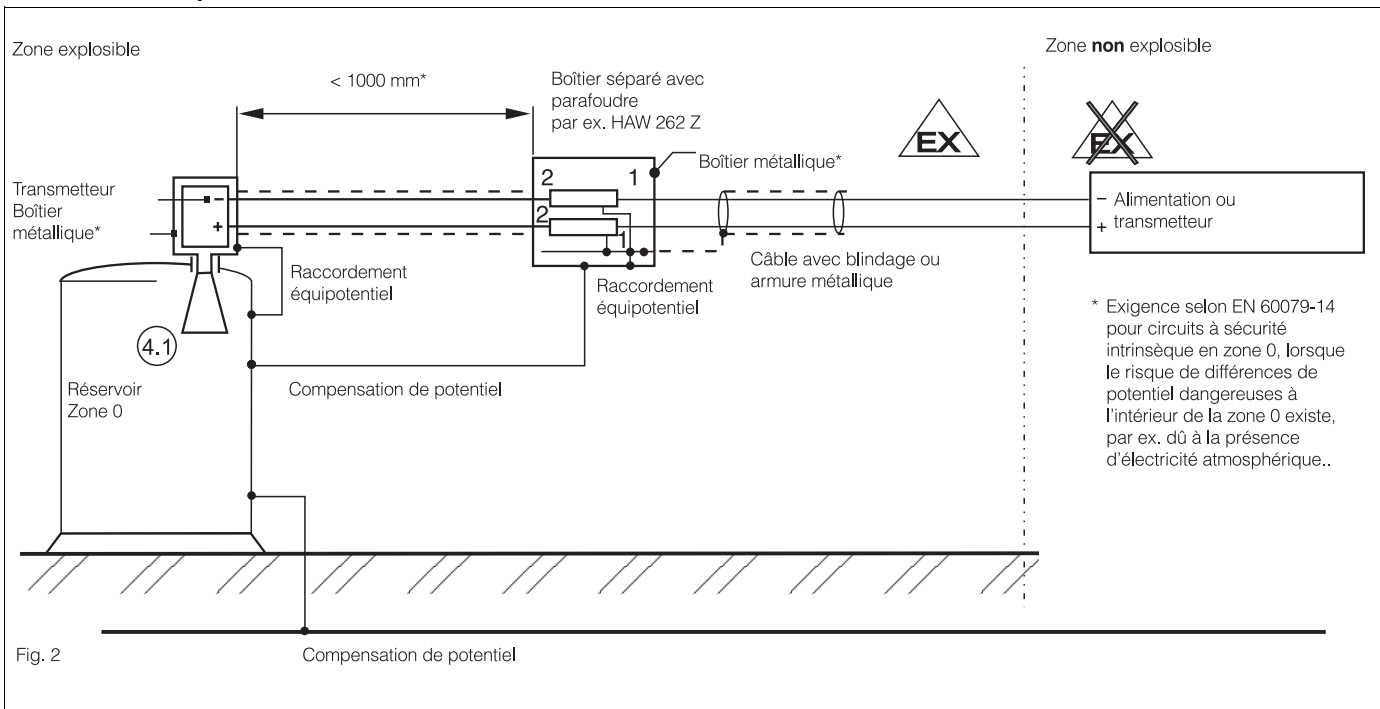 Zone explosible
Zone non explosible
< 1000 mm*
Boîtier séparé avec
parafoudre
par ex. HAW 262 Z
EX
EX
Boîtier métallique*
2
1
2
1
Transmetteur
Boîtier
métallique*
-
+
- Alimentation ou
+ transmetteur
Raccordement
équipotentiel
Raccordement
équipotentiel
Câble avec blindage ou
armure métallique
4.1
Réservoir
Zone 0
Compensation de potentiel
* Exigence selon EN 60079-14
pour circuits à sécurité
intrinsèque en zone 0, lorsque
le risque de différences de
potentiel dangereuses à
l'intérieur de la zone 0 existe,
par ex. dû à la présence
d'électricité atmosphérique..
Fig. 2
Compensation de potentiel